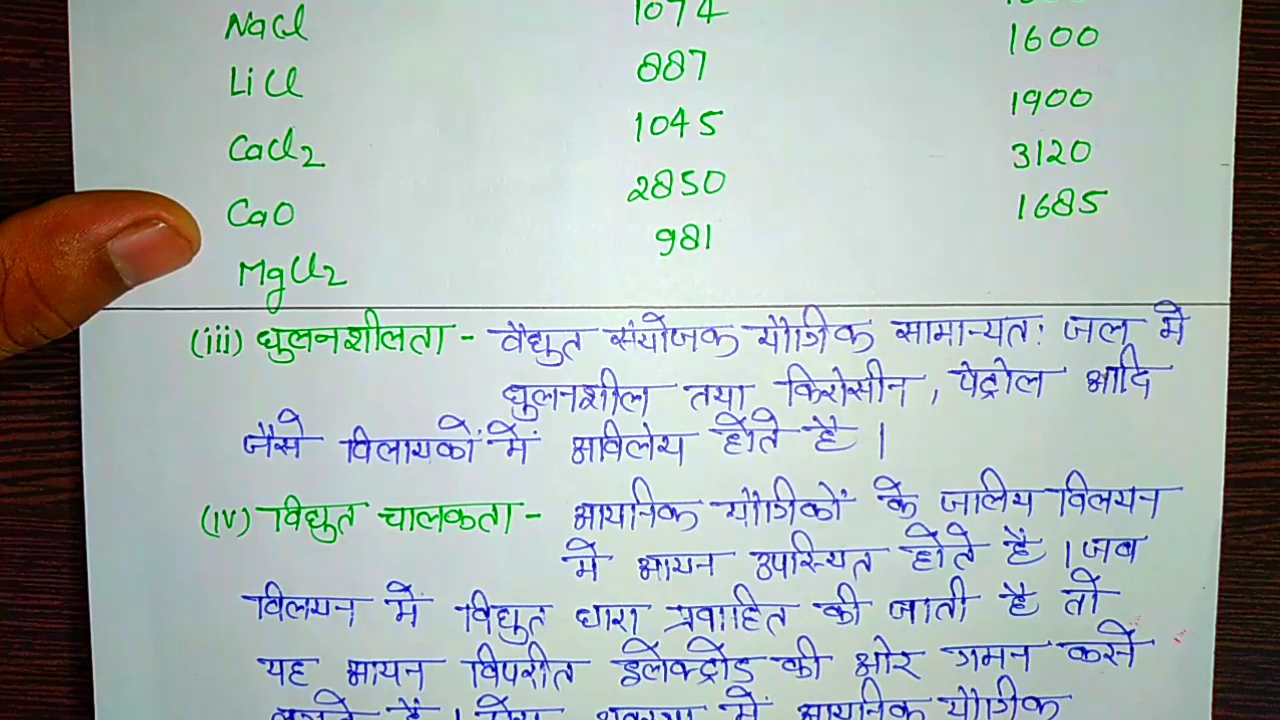 NaCl 1074
LiCl 887 1600
CaCl2 1045 1900
CaO 2850 3120
MgCl2 981 1685
(iii) घुलनशीलता - वैद्युत संयोजक यौगिक सामान्यत: जल में
घुलनशील तथा किरोसीन, पेट्रोल आदि
जैसे विलायकों में अविलेय होते है ।
(iv) विद्युत चालकता - आयनिक यौगिकों के जालिय विलयन
में आयन उपस्थित होते है । जब
विलयन में विद्युत धारा प्रवाहित की जाती है तो
यह आयन विपरीत इलेक्ट्रोड की ओर गमन करने
है । में आयनिक यौगिक